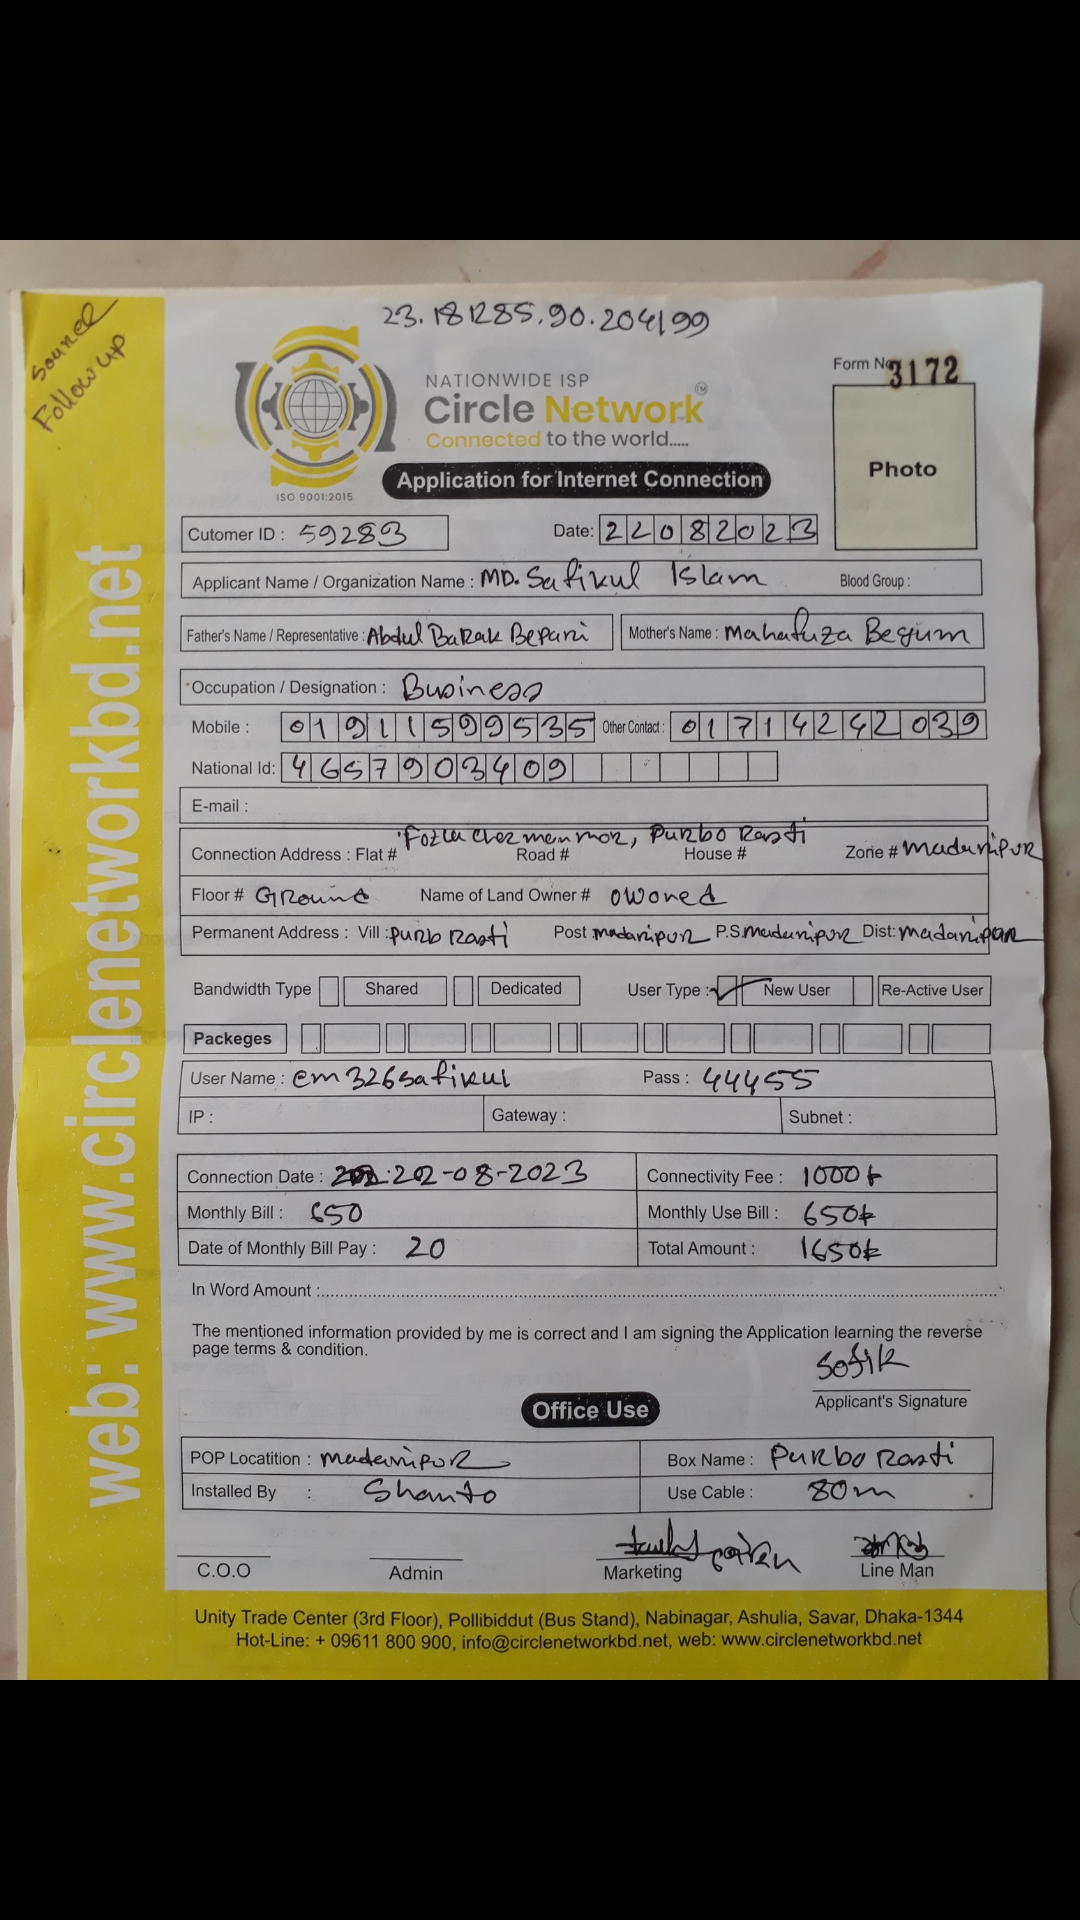 Sounel
Follow up
23.181285.90.204199
Form No 3172
NATIONWIDE ISP
Circle Network TM
Connected to the world.....
ISO 9001:2015
Application for Internet Connection
Photo
Cutomer ID : 59283 Date: 22082023
Applicant Name / Organization Name : MD. Safikul Islam Blood Group :
Father's Name / Representative : Abdul Barak Bepari Mother's Name : Mahafuza Begum
Occupation / Designation : Business
Mobile : 01911599535 Other Contact : 01714242039
National Id: 4657903409
E-mail :
Fozla Cherman mor, Purbo Rasti
Connection Address : Flat # Road # House # Zone # Madaripur
Floor # Ground Name of Land Owner # Owoned
Permanent Address : Vill : Purb Rasti Post madaripur P.S. madaripur Dist: madaripur
Bandwidth Type Shared Dedicated User Type : New User Re-Active User
Packeges
User Name : em326safikul Pass : 44455
IP : Gateway : Subnet :
Connection Date : 22-08-2023 Connectivity Fee : 1000t
Monthly Bill : 650 Monthly Use Bill : 650t
Date of Monthly Bill Pay : 20 Total Amount : 1650t
In Word Amount :
The mentioned information provided by me is correct and I am signing the Application learning the reverse
page terms & condition.
Sofik
Applicant's Signature
Office Use
POP Locatition : Madaripur Box Name : Purbo Rasti
Installed By : Shanto Use Cable : 80m
C.O.O Admin Marketing Line Man
Unity Trade Center (3rd Floor), Pollibiddut (Bus Stand), Nabinagar, Ashulia, Savar, Dhaka-1344
Hot-Line: + 09611 800 900, info@circlenetworkbd.net, web: www.circlenetworkbd.net
web: www.circlenetworkbd.net